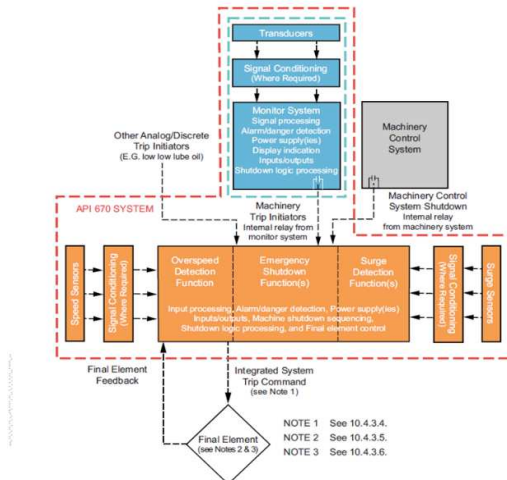 Transducers
Signal Conditioning
(Where Required)
Monitor System
Signal processing
Alarm/danger detection
Power supply(ies)
Display indication
Inputs/outputs
Shutdown logic processing
Machinery
Control
System
Other Analog/Discrete
Trip Initiators
(E.G. low low lube oil)
Machinery Control
System Shutdown
Internal relay
from machinery system
Machinery
Trip Initiators
Internal relay from
monitor system
API 670 SYSTEM
Speed Sensors
Signal Conditioning
(Where Required)
Overspeed
Detection
Function
Emergency
Shutdown
Function(s)
Surge
Detection
Function(s)
Input processing, Alarm/danger detection, Power supply(ies)
Inputs/outputs, Machine shutdown sequencing,
Shutdown logic processing, and Final element control
Signal Conditioning
(Where Required)
Surge Sensors
Final Element
Feedback
Integrated System
Trip Command
(see Note 1)
Final Element
(see Notes 2 & 3)
NOTE 1 See 10.4.3.4.
NOTE 2 See 10.4.3.5.
NOTE 3 See 10.4.3.6.